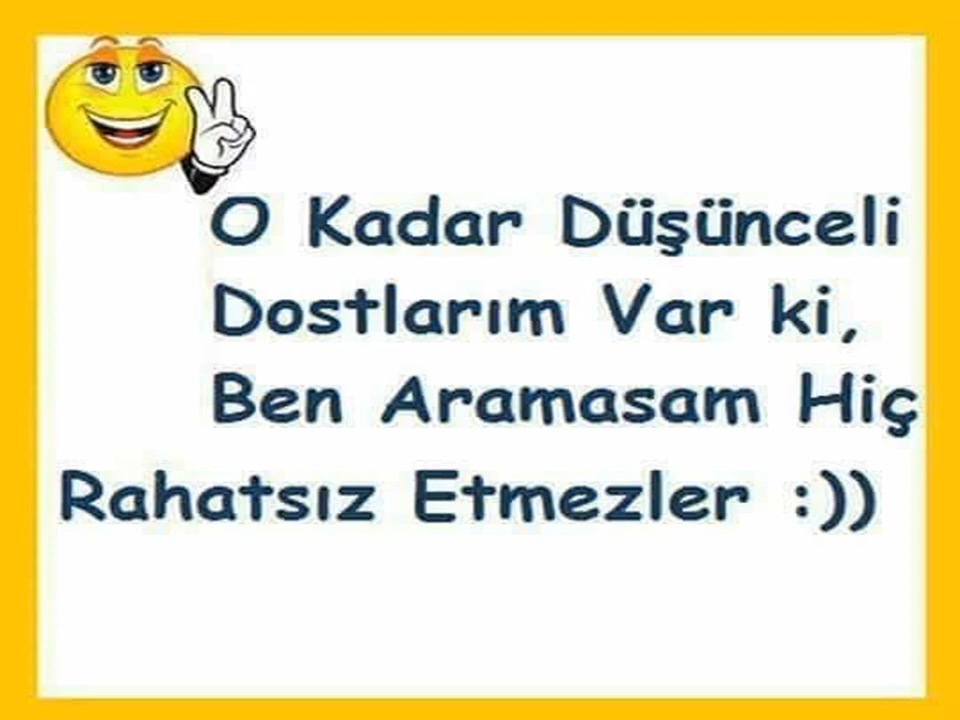 O Kadar Düşünceli
Dostlarım Var ki,
Ben Aramasam Hiç
Rahatsız Etmezler :))